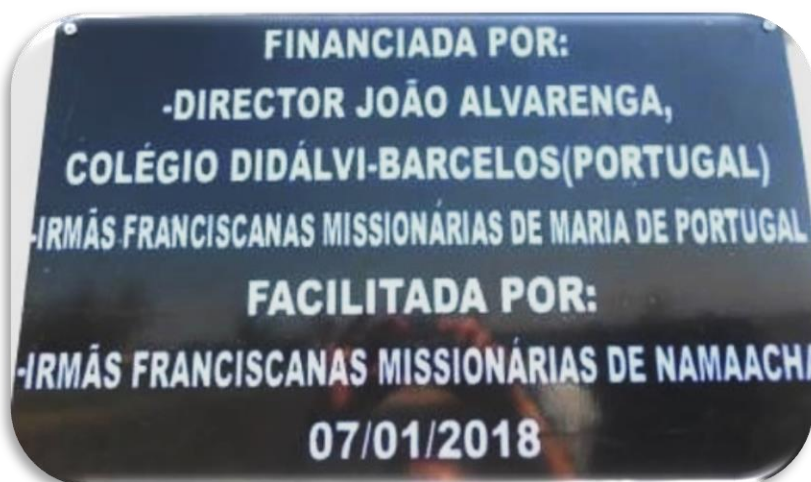 FINANCIADA POR:
-DIRECTOR JOÃO ALVARENGA,
COLÉGIO DIDÁLVI-BARCELOS(PORTUGAL)
-IRMÃS FRANCISCANAS MISSIONÁRIAS DE MARIA DE PORTUGAL
FACILITADA POR:
-IRMÃS FRANCISCANAS MISSIONÁRIAS DE NAMAACHA
07/01/2018